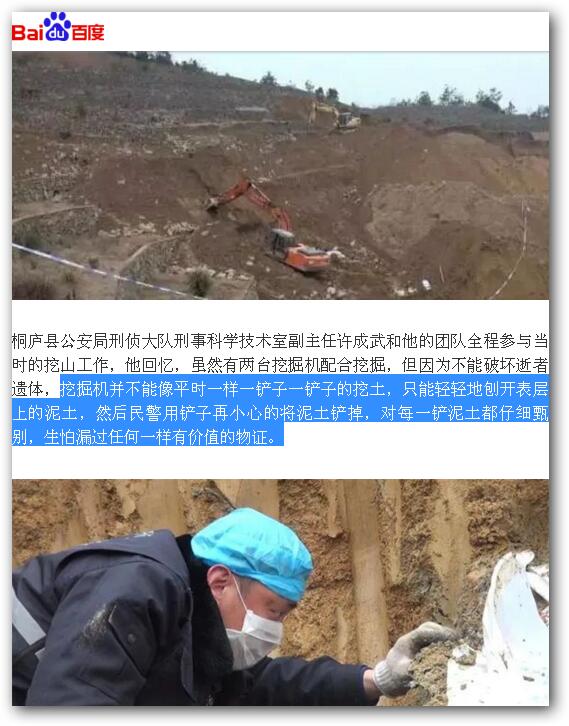 Bai du 百度
桐庐县公安局刑侦大队刑事科学技术室副主任许成武和他的团队全程参与当
时的挖山工作，他回忆，虽然有两台挖掘机配合挖掘，但因为不能破坏逝者
遗体，挖掘机并不能像平时一样一铲子一铲子的挖土，只能轻轻地刨开表层
上的泥土，然后民警用铲子再小心的将泥土铲掉，对每一铲泥土都仔细甄
别，生怕漏过任何一样有价值的物证。